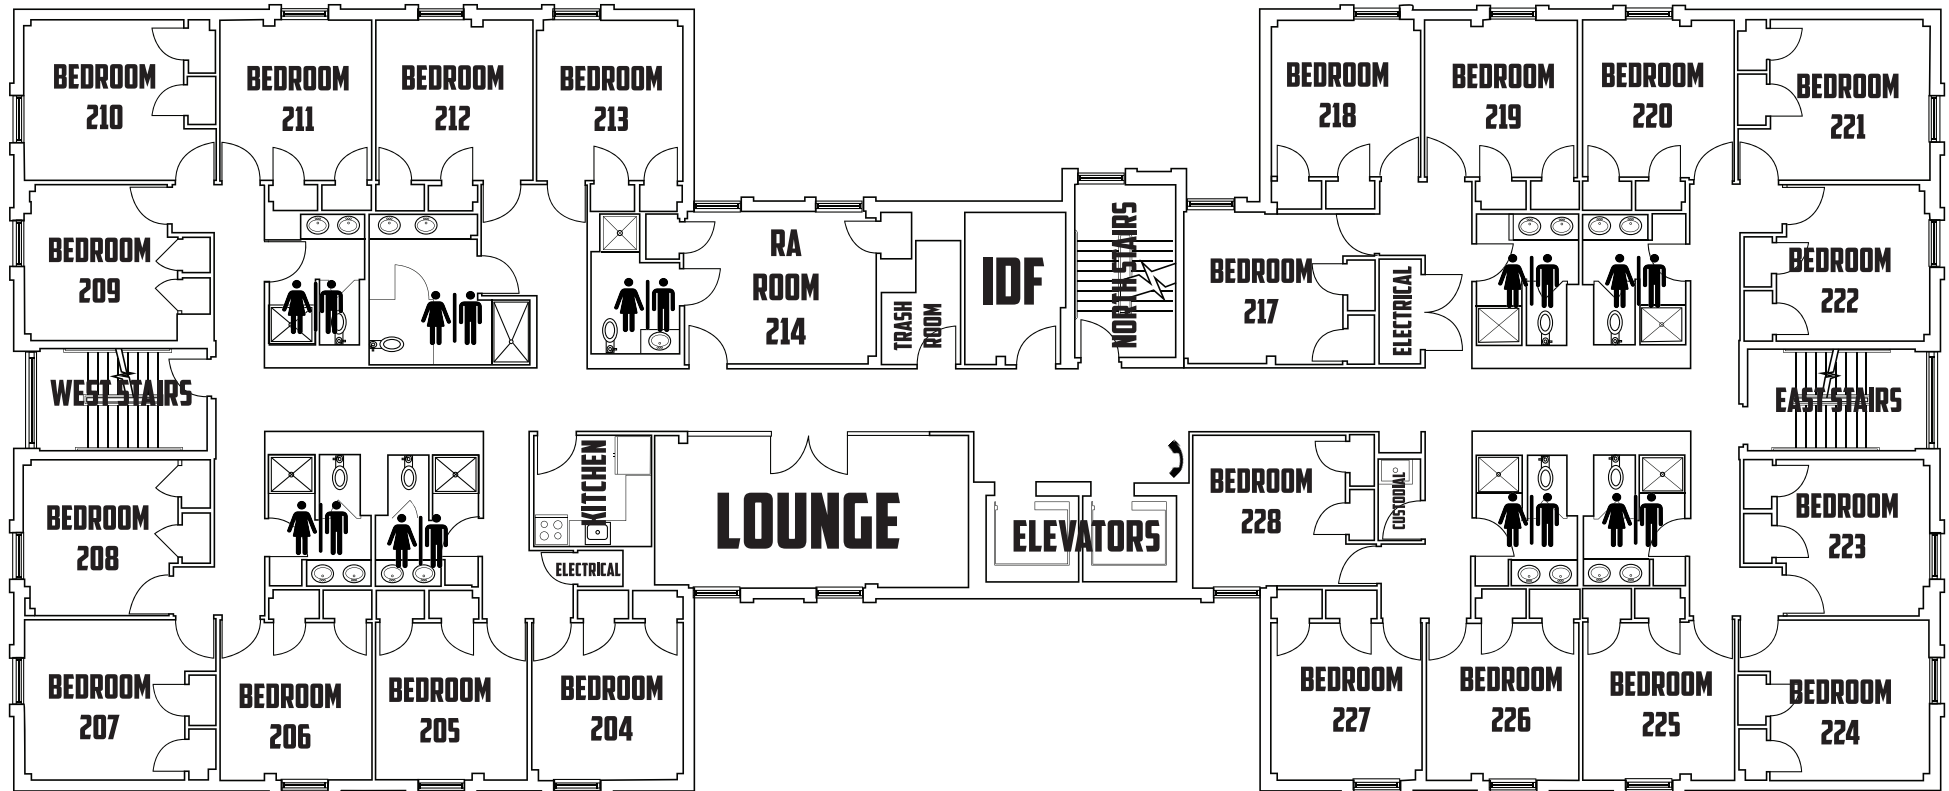 BEDROOM
210
BEDROOM
211
BEDROOM
212
BEDROOM
213
BEDROOM
218
BEDROOM
219
BEDROOM
220
BEDROOM
221
BEDROOM
209
RA
ROOM
214
TRASH
ROOM
IDF
NORTH STAIRS
BEDROOM
217
ELECTRICAL
BEDROOM
222
WEST STAIRS
EAST STAIRS
BEDROOM
208
KITCHEN
ELECTRICAL
LOUNGE
ELEVATORS
BEDROOM
228
CUSTODIAL
BEDROOM
223
BEDROOM
207
BEDROOM
206
BEDROOM
205
BEDROOM
204
BEDROOM
227
BEDROOM
226
BEDROOM
225
BEDROOM
224